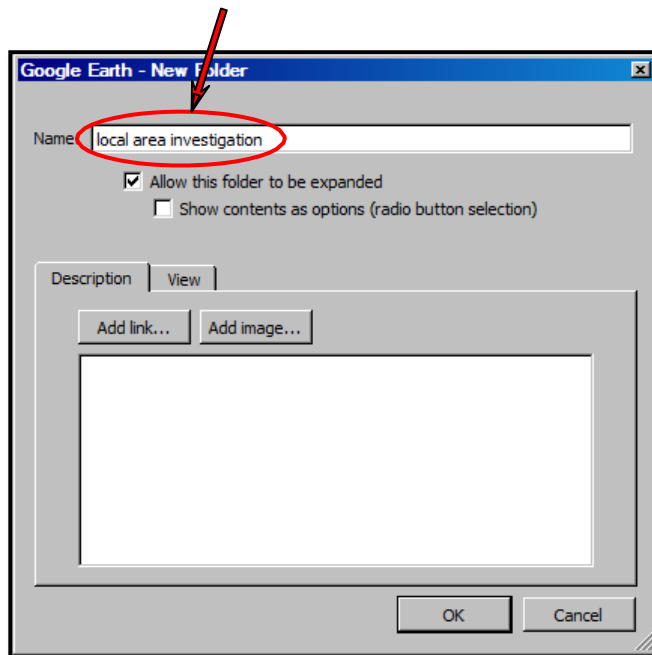 Google Earth - New Folder
Name local area investigation
Allow this folder to be expanded
Show contents as options (radio button selection)
Description View
Add link... Add image...
OK Cancel